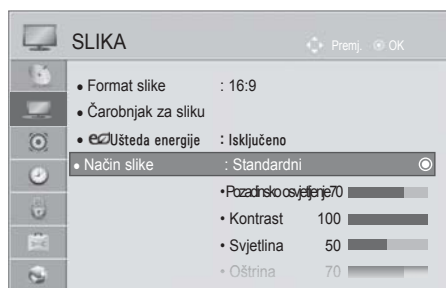 SLIKA Premj. OK
• Format slike : 16:9
• Čarobnjak za sliku
• eco Ušteda energije : Isključeno
• Način slike : Standardni
• Pozadinsko osvjetljenje 70
• Kontrast 100
• Svjetlina 50
• Oštrina 70